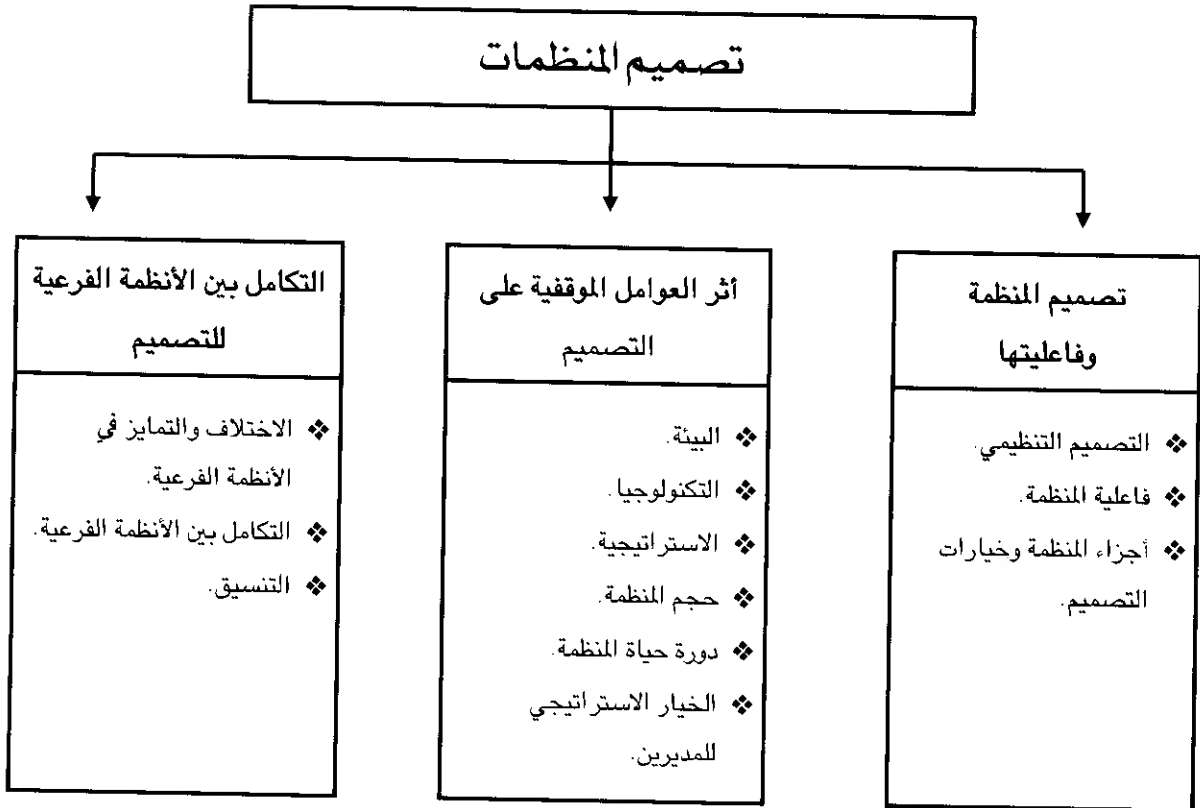 تصميم المنظمات
تصميم المنظمة
وفاعليتها
❖ التصميم التنظيمي.
❖ فاعلية المنظمة.
❖ أجزاء المنظمة وخيارات
التصميم.
أثر العوامل الموقفية على
التصميم
❖ البيئة.
❖ التكنولوجيا.
❖ الاستراتيجية.
❖ حجم المنظمة.
❖ دورة حياة المنظمة.
❖ الخيار الاستراتيجي
للمديرين.
التكامل بين الأنظمة الفرعية
للتصميم
❖ الاختلاف والتمايز في
الأنظمة الفرعية.
❖ التكامل بين الأنظمة الفرعية.
❖ التنسيق.